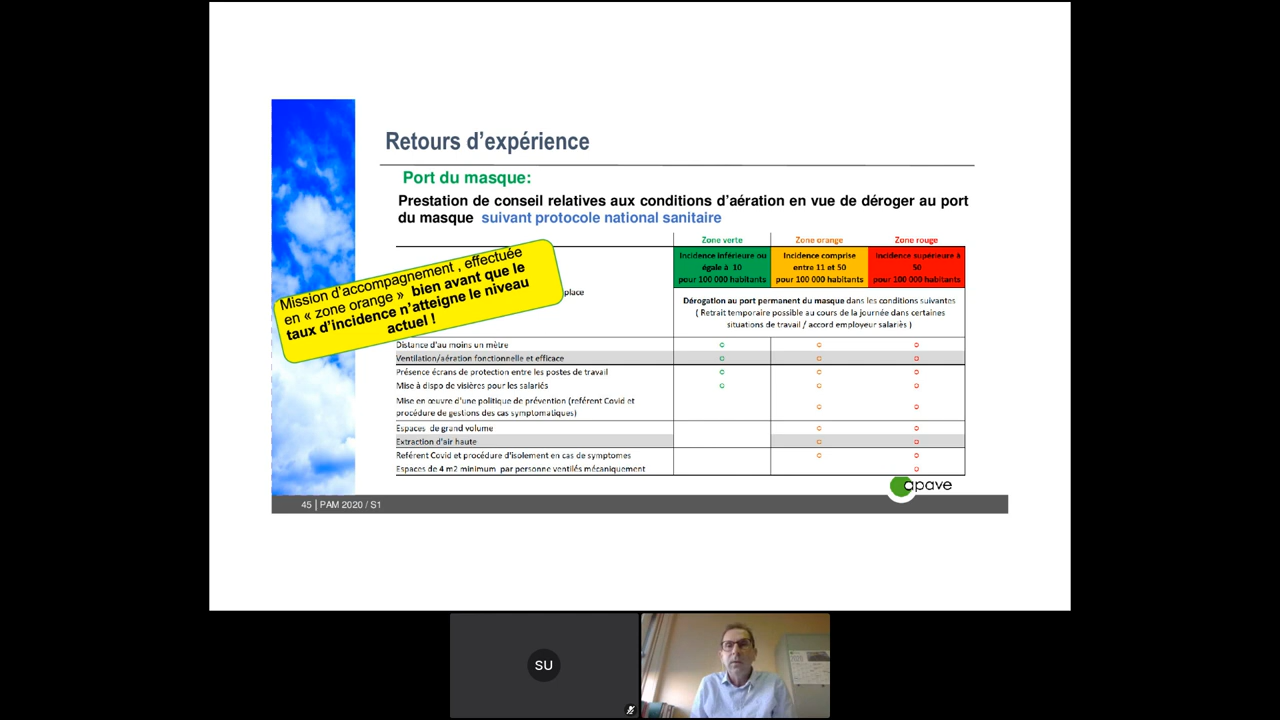 Retours d'expérience
Port du masque:
Prestation de conseil relatives aux conditions d'aération en vue de déroger au port
du masque suivant protocole national sanitaire
Zone verte Zone orange Zone rouge
Incidence inférieure ou Incidence comprise Incidence supérieure à
égale à 10 entre 11 et 50 50
pour 100 000 habitants pour 100 000 habitants pour 100 000 habitants
Mission d'accompagnement , effectuée
en « zone orange » bien avant que le
taux d'incidence n'atteigne le niveau
actuel !
place
Dérogation au port permanent du masque dans les conditions suivantes
( Retrait temporaire possible au cours de la journée dans certaines
situations de travail / accord employeur salariés )
Distance d'au moins un mètre
Ventilation/aération fonctionnelle et efficace
Présence écrans de protection entre les postes de travail
Mise à dispo de visières pour les salariés
Mise en œuvre d'une politique de prévention (reférent Covid et
procédure de gestions des cas symptomatiques)
Espaces de grand volume
Extraction d'air haute
Reférent Covid et procédure d'isolement en cas de symptomes
Espaces de 4 m2 minimum par personne ventilés mécaniquement
apave
45 | PAM 2020 / S1
SU